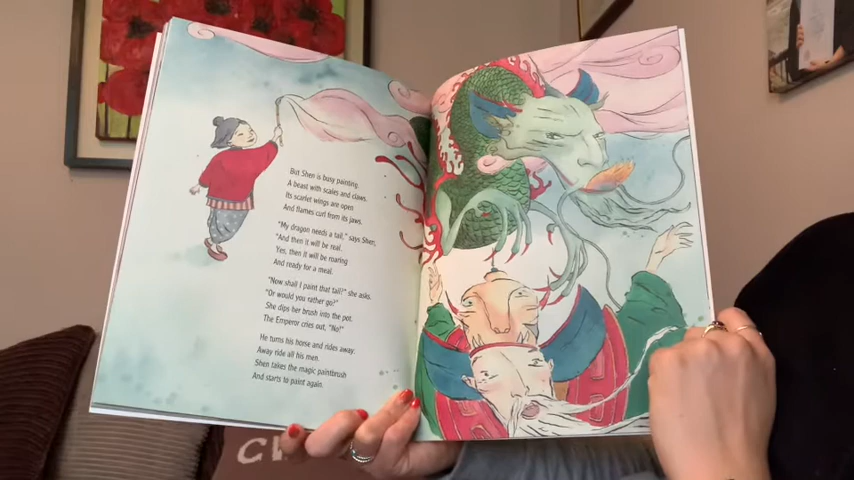 But Shen is busy painting,
A beast with scales and claws.
Its scarlet wings are open
And flames curl from its jaws.
"My dragon needs a tail," says Shen,
"And then it will be real.
Yes, then it will be roaring
And ready for a meal.
"Now shall I paint that tail?" she asks.
"Or would you rather go?"
She dips her brush into the pot.
The Emperor cries out, "No!"
He turns his horse and rides away.
Away ride all his men.
Shen takes the magic paintbrush
And starts to paint again.